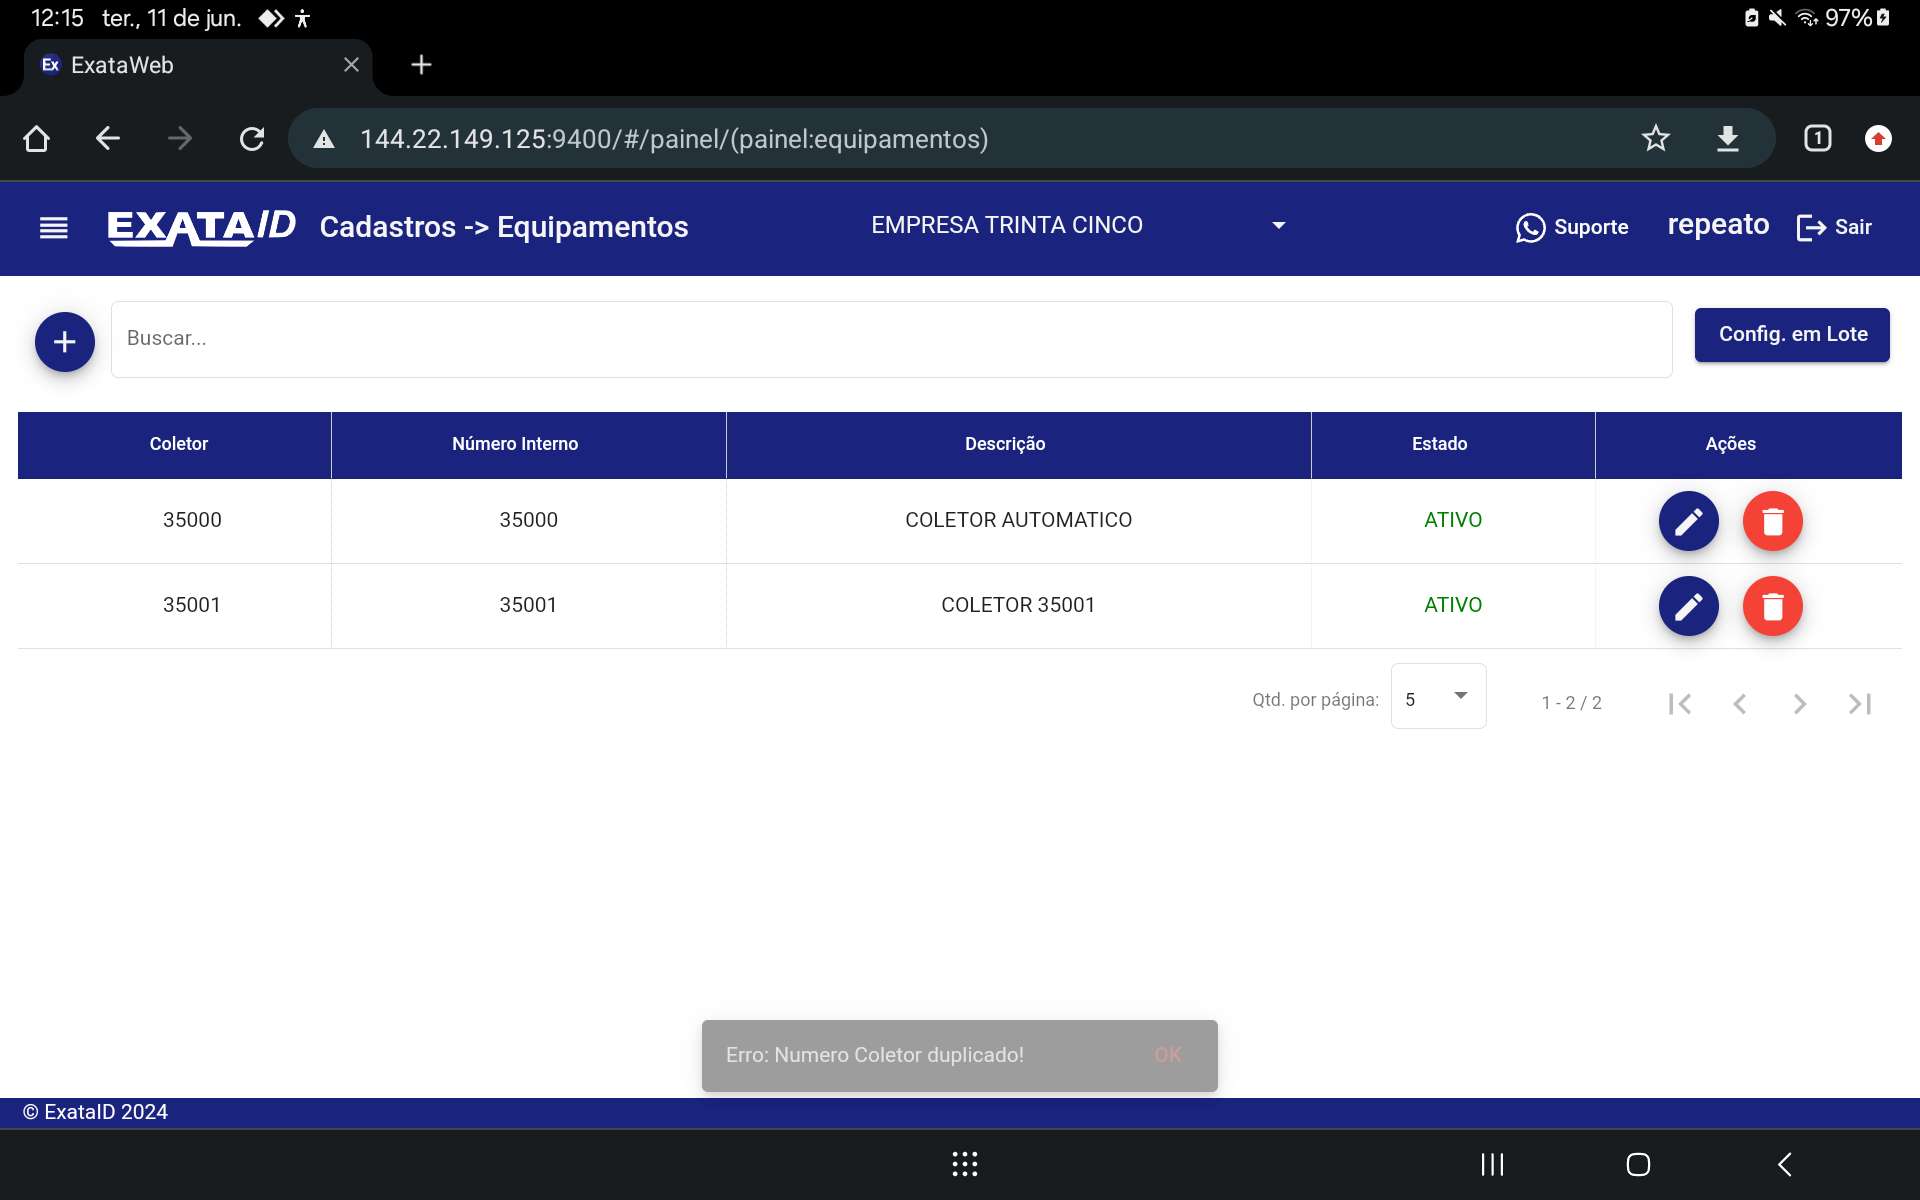 12:15 ter., 11 de jun. 97%
Ex ExataWeb
144.22.149.125:9400/#/painel/(painel:equipamentos) 1
EXATAID Cadastros -> Equipamentos EMPRESA TRINTA CINCO Suporte repeato Sair
Buscar... Config. em Lote
Coletor Número Interno Descrição Estado Ações
35000 35000 COLETOR AUTOMATICO ATIVO
35001 35001 COLETOR 35001 ATIVO
Qtd. por página: 5 1 - 2 / 2
Erro: Numero Coletor duplicado! OK
© ExataID 2024